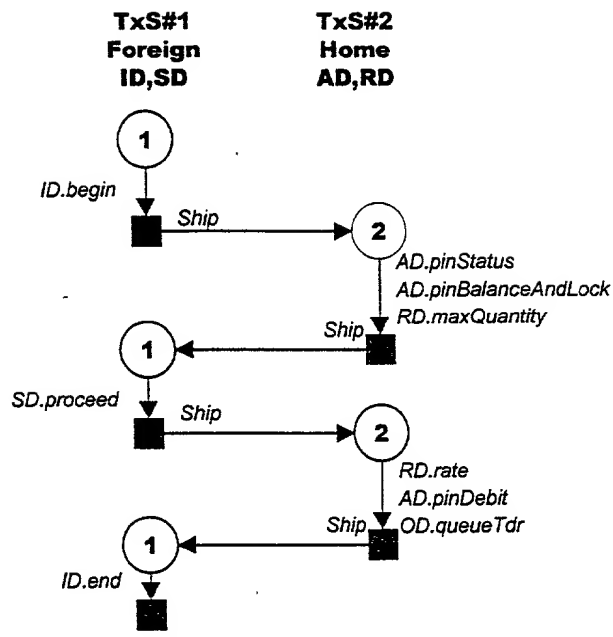 TxS#1 TxS#2
Foreign Home
ID,SD AD,RD
1
ID.begin
Ship
2
AD.pinStatus
AD.pinBalanceAndLock
RD.maxQuantity
Ship
1
SD.proceed
Ship
2
RD.rate
AD.pinDebit
OD.queueTdr
Ship
1
ID.end